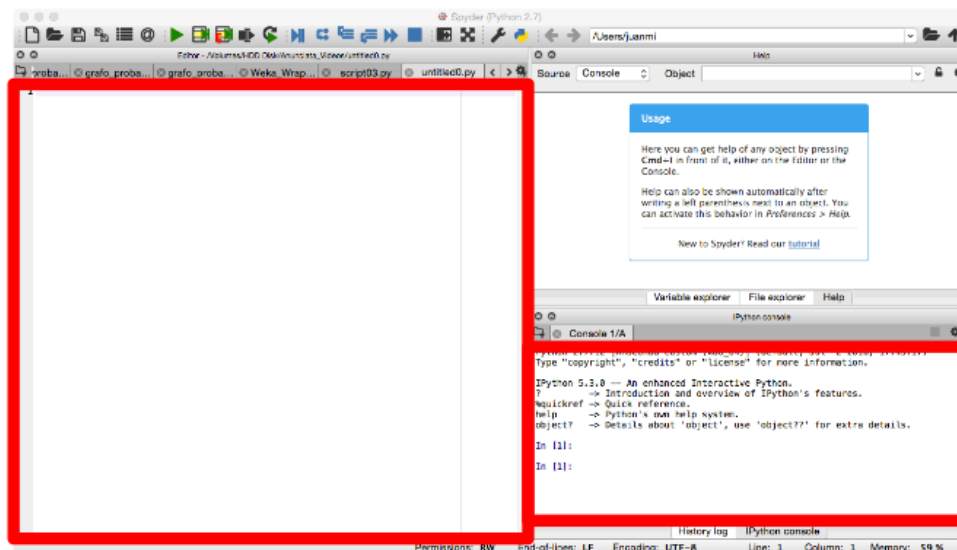 Spyder (Python 2.7)
/Users/juanmi
Editor - /Volumes/HDD Disk/Anundata_Videos/untitled0.py
proba... grafo_proba... grafo_proba... Weka_Wrap... script03.py untitled0.py
1
Help
Source Console Object
Usage
Here you can get help of any object by pressing
Cmd+I in front of it, either on the Editor or the
Console.
Help can also be shown automatically after
writing a left parenthesis next to an object. You
can activate this behavior in Preferences > Help.
New to Spyder? Read our tutorial
Variable explorer File explorer Help
IPython console
Console 1/A
Type "copyright", "credits" or "license" for more information.
IPython 5.3.0 -- An enhanced Interactive Python.
? -> Introduction and overview of IPython's features.
%quickref -> Quick reference.
help -> Python's own help system.
object? -> Details about 'object', use 'object??' for extra details.
In [1]:
In [1]:
History log IPython console
Permissions: RW End-of-lines: LF Encoding: UTF-8 Line: 1 Column: 1 Memory: 59 %